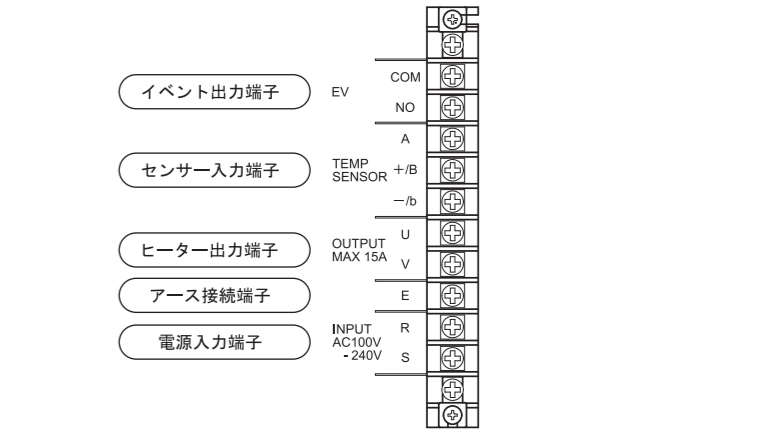 イベント出力端子
EV
COM
NO
センサー入力端子
TEMP
SENSOR
A
+/B
−/b
ヒーター出力端子
OUTPUT
MAX 15A
U
V
アース接続端子
E
電源入力端子
INPUT
AC100V
- 240V
R
S